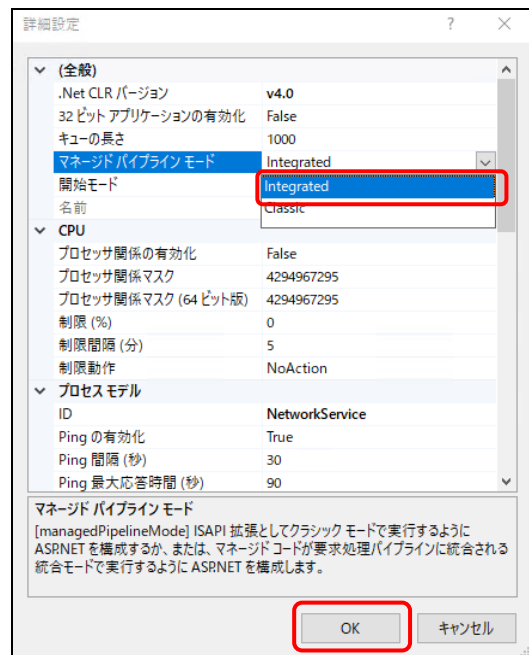 詳細設定 ? ×
(全般)
.Net CLR バージョン v4.0
32 ビット アプリケーションの有効化 False
キューの長さ 1000
マネージド パイプライン モード Integrated
開始モード Integrated
名前 Classic
CPU
プロセッサ関係の有効化 False
プロセッサ関係マスク 4294967295
プロセッサ関係マスク (64 ビット版) 4294967295
制限 (%) 0
制限間隔 (分) 5
制限動作 NoAction
プロセス モデル
ID NetworkService
Ping の有効化 True
Ping 間隔 (秒) 30
Ping 最大応答時間 (秒) 90
マネージド パイプライン モード
[managedPipelineMode] ISAPI 拡張としてクラシック モードで実行するように
ASP.NET を構成するか、または、マネージド コードが要求処理パイプラインに統合される
統合モードで実行するように ASP.NET を構成します。
OK キャンセル